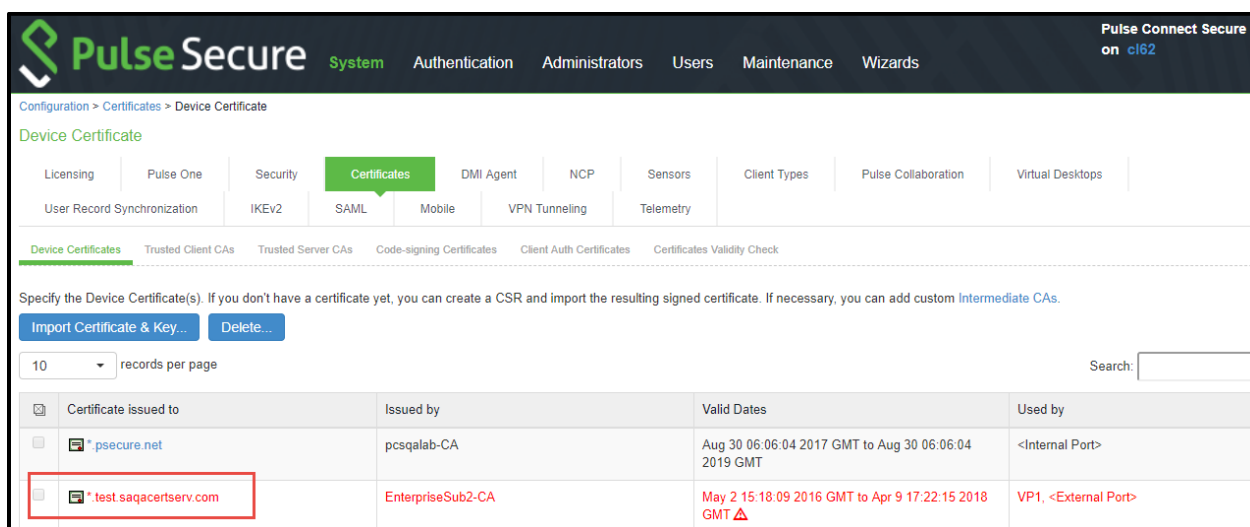 Pulse Secure System Authentication Administrators Users Maintenance Wizards Pulse Connect Secure
on cl62
Configuration > Certificates > Device Certificate
Device Certificate
Licensing Pulse One Security Certificates DMI Agent NCP Sensors Client Types Pulse Collaboration Virtual Desktops
User Record Synchronization IKEv2 SAML Mobile VPN Tunneling Telemetry
Device Certificates Trusted Client CAs Trusted Server CAs Code-signing Certificates Client Auth Certificates Certificates Validity Check
Specify the Device Certificate(s). If you don't have a certificate yet, you can create a CSR and import the resulting signed certificate. If necessary, you can add custom Intermediate CAs.
Import Certificate & Key... Delete...
10 records per page Search:
Certificate issued to Issued by Valid Dates Used by
*.psecure.net pcsqalab-CA Aug 30 06:06:04 2017 GMT to Aug 30 06:06:04 <Internal Port>
2019 GMT
*.test.saqacertserv.com EnterpriseSub2-CA May 2 15:18:09 2016 GMT to Apr 9 17:22:15 2018 VP1, <External Port>
GMT